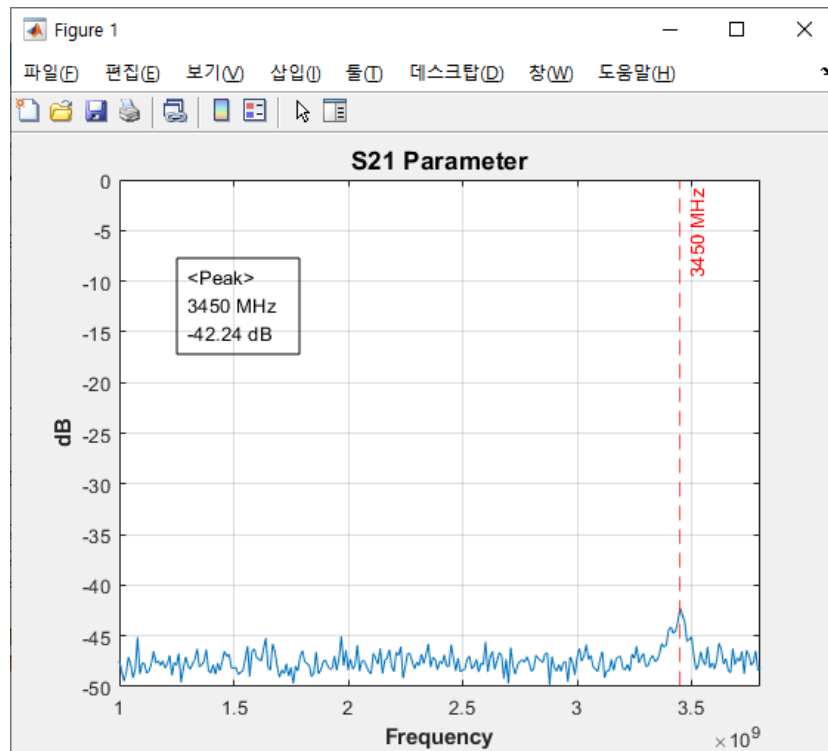 Figure 1
파일(F) 편집(E) 보기(V) 삽입(I) 툴(T) 데스크탑(D) 창(W) 도움말(H)
S21 Parameter
0
-5
-10
-15
-20
-25
-30
-35
-40
-45
-50
dB
<Peak>
3450 MHz
-42.24 dB
3450 MHz
1 1.5 2 2.5 3 3.5
Frequency
×10⁹